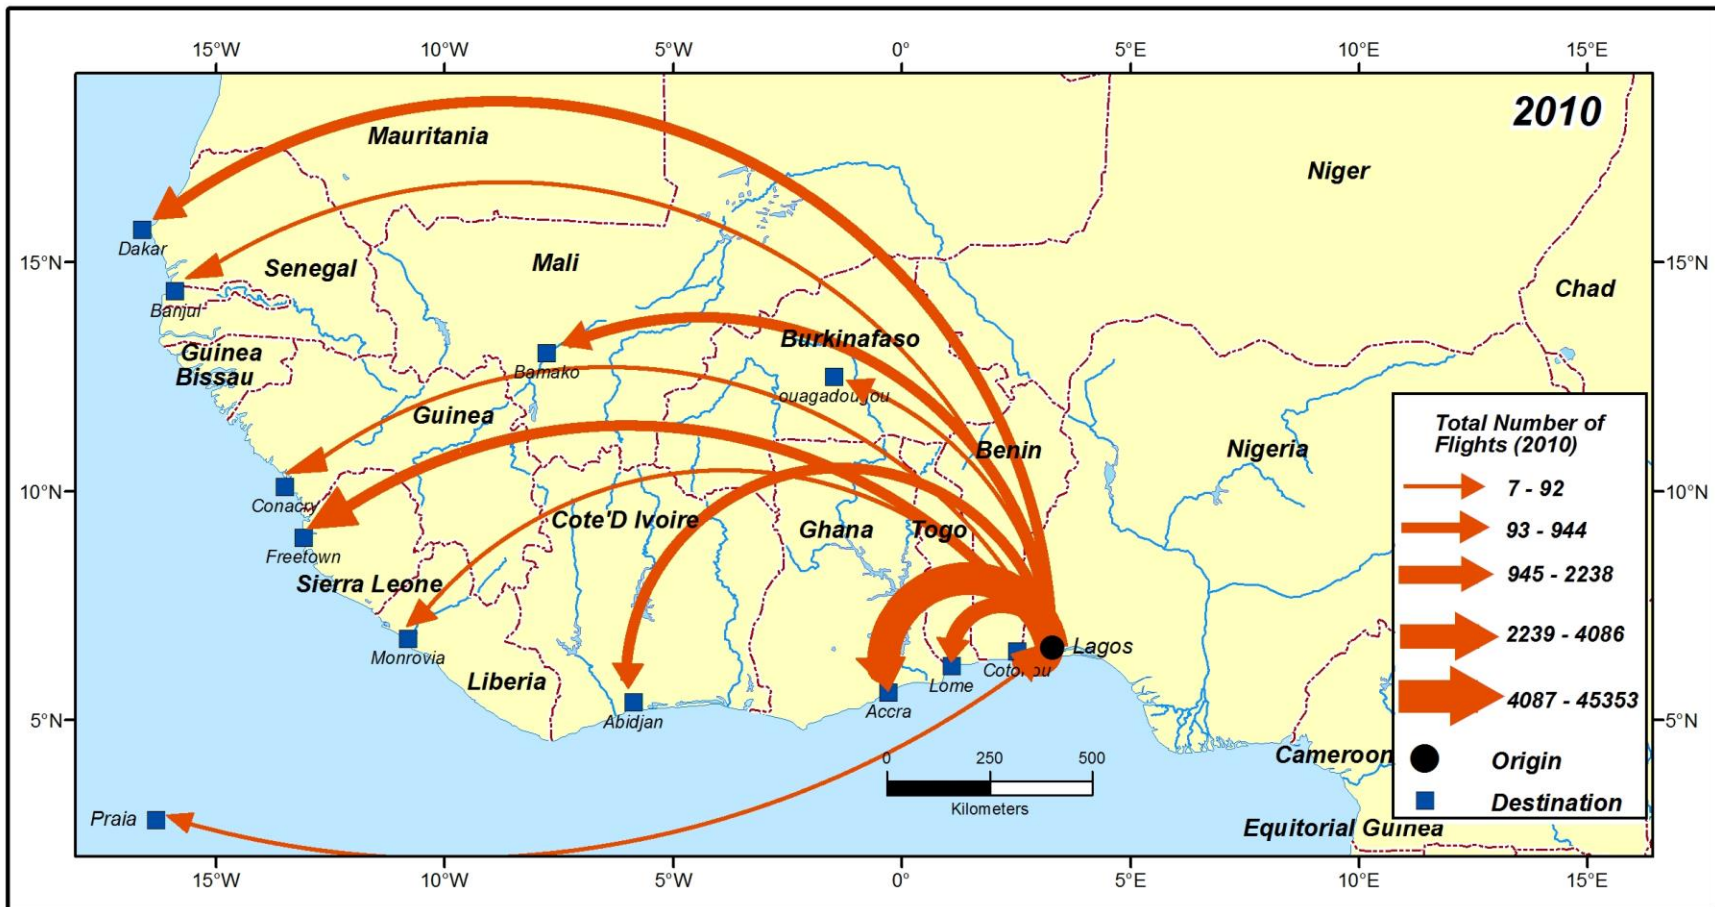 15°W 10°W 5°W 0° 5°E 10°E 15°E
2010
Mauritania
Niger
Dakar
15°N
Senegal
Mali
15°N
Chad
Banjul
Burkinafaso
Guinea
Bissau
Bamako
ouagadougou
Guinea
Benin
Nigeria
Total Number of
Flights (2010)
7 - 92
93 - 944
945 - 2238
2239 - 4086
4087 - 45353
Origin
Destination
10°N
10°N
Conacry
Cote'D Ivoire
Ghana
Togo
Freetown
Sierra Leone
Lagos
Monrovia
Cotonou
Liberia
Lome
Abidjan
Accra
5°N
5°N
Cameroon
0 250 500
Kilometers
Praia
Equitorial Guinea
15°W 10°W 5°W 0° 5°E 10°E 15°E